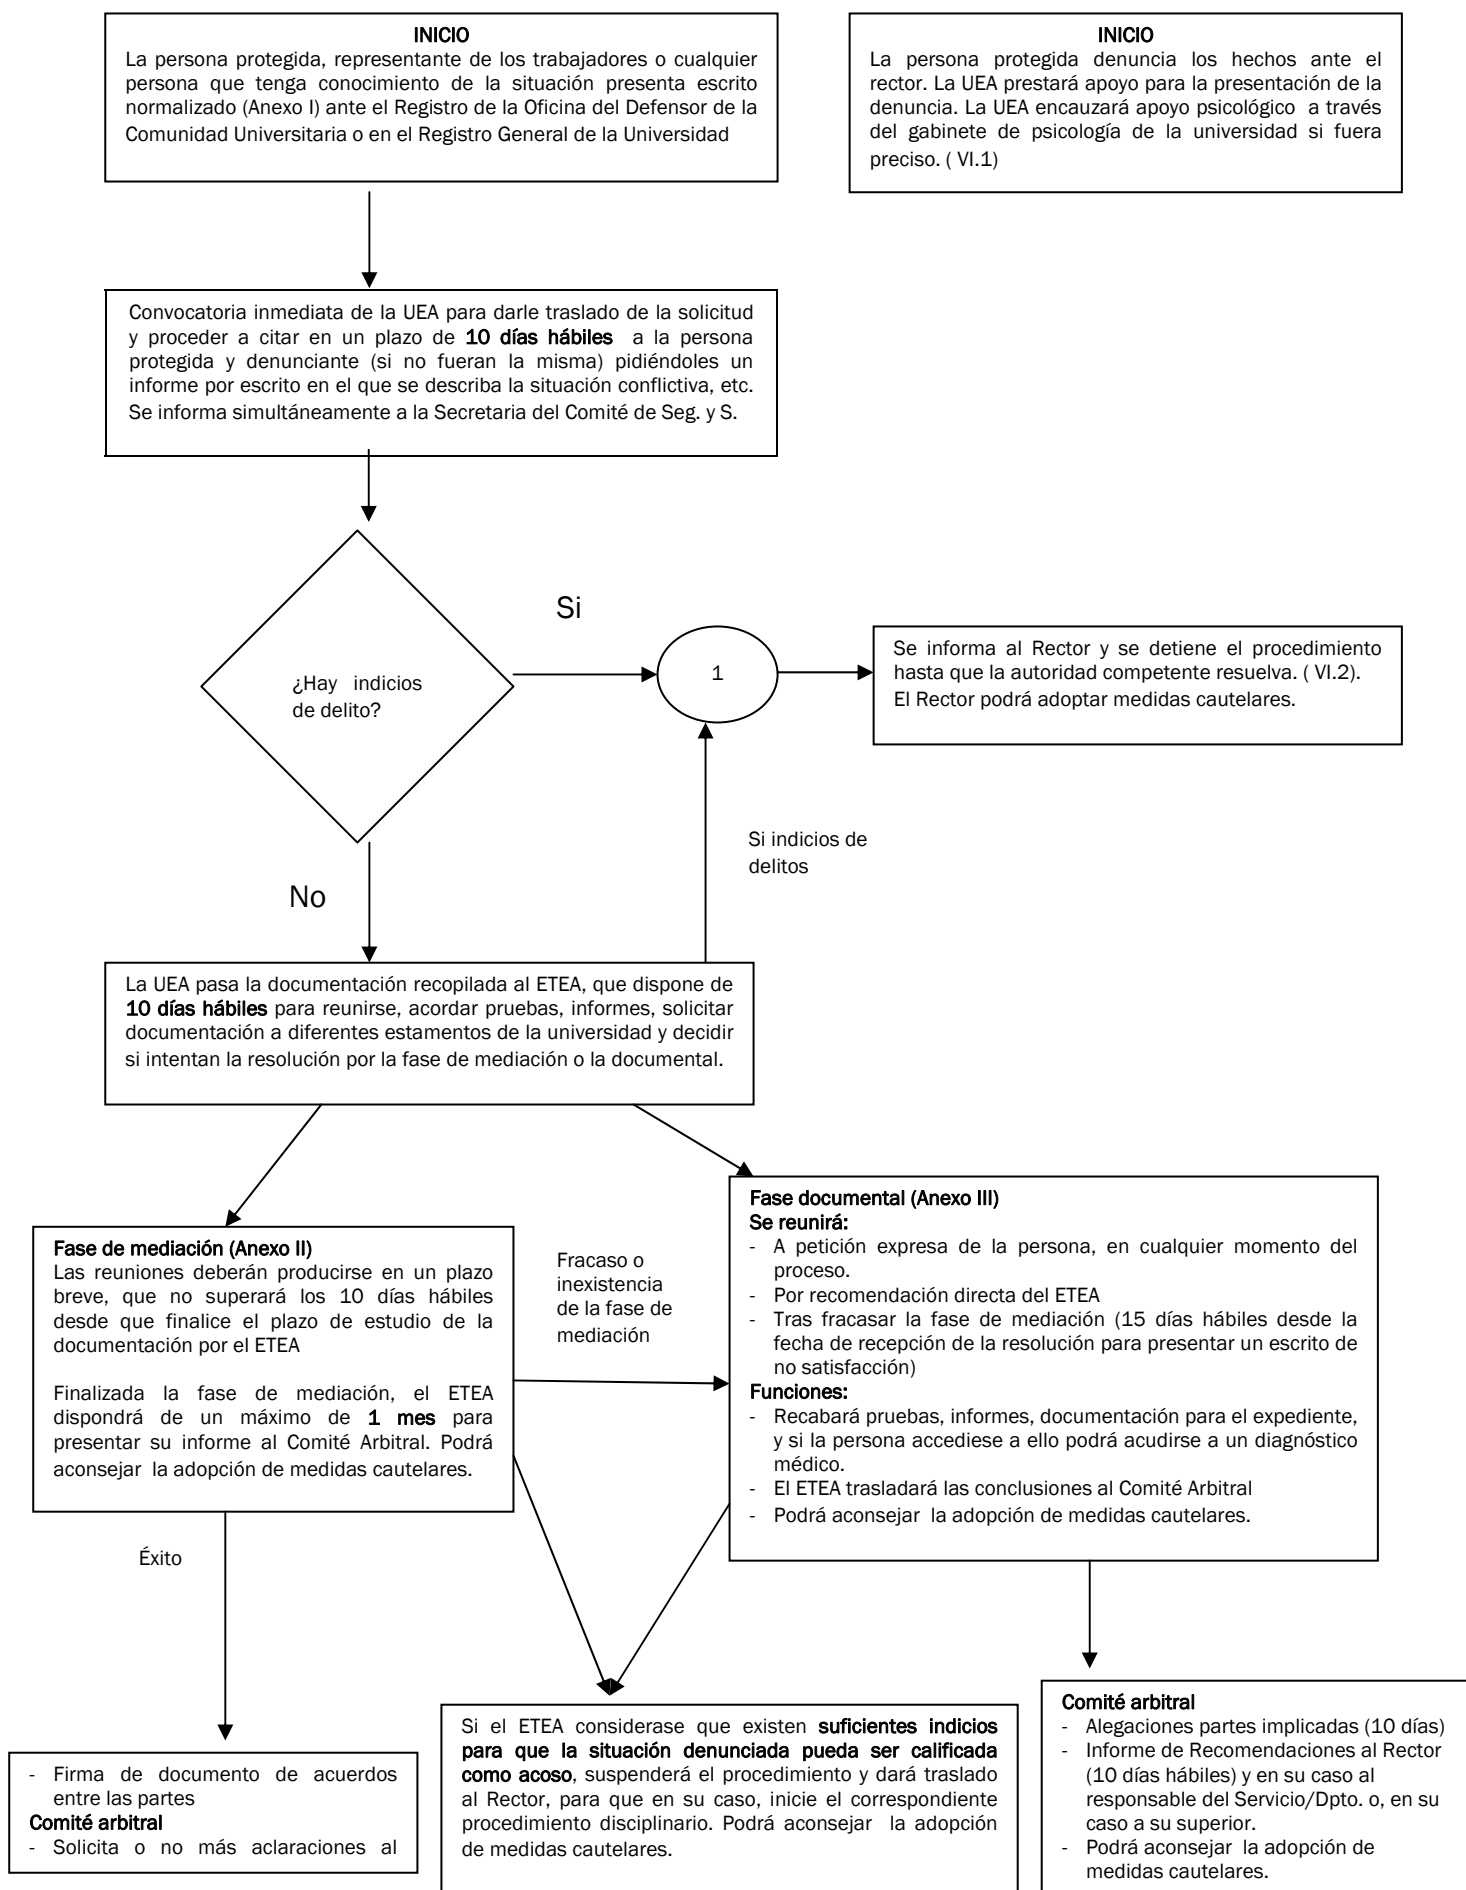 INICIO
La persona protegida, representante de los trabajadores o cualquier
persona que tenga conocimiento de la situación presenta escrito
normalizado (Anexo I) ante el Registro de la Oficina del Defensor de la
Comunidad Universitaria o en el Registro General de la Universidad
INICIO
La persona protegida denuncia los hechos ante el
rector. La UEA prestará apoyo para la presentación de la
denuncia. La UEA encauzará apoyo psicológico a través
del gabinete de psicología de la universidad si fuera
preciso. ( VI.1)
Convocatoria inmediata de la UEA para darle traslado de la solicitud
y proceder a citar en un plazo de 10 días hábiles a la persona
protegida y denunciante (si no fueran la misma) pidiéndoles un
informe por escrito en el que se describa la situación conflictiva, etc.
Se informa simultáneamente a la Secretaria del Comité de Seg. y S.
¿Hay indicios
de delito?
Si
1
Se informa al Rector y se detiene el procedimiento
hasta que la autoridad competente resuelva. ( VI.2).
El Rector podrá adoptar medidas cautelares.
Si indicios de
delitos
No
La UEA pasa la documentación recopilada al ETEA, que dispone de
10 días hábiles para reunirse, acordar pruebas, informes, solicitar
documentación a diferentes estamentos de la universidad y decidir
si intentan la resolución por la fase de mediación o la documental.
Fase de mediación (Anexo II)
Las reuniones deberán producirse en un plazo
breve, que no superará los 10 días hábiles
desde que finalice el plazo de estudio de la
documentación por el ETEA
Finalizada la fase de mediación, el ETEA
dispondrá de un máximo de 1 mes para
presentar su informe al Comité Arbitral. Podrá
aconsejar la adopción de medidas cautelares.
Fracaso o
inexistencia
de la fase de
mediación
Fase documental (Anexo III)
Se reunirá:
- A petición expresa de la persona, en cualquier momento del
proceso.
- Por recomendación directa del ETEA
- Tras fracasar la fase de mediación (15 días hábiles desde la
fecha de recepción de la resolución para presentar un escrito de
no satisfacción)
Funciones:
- Recabará pruebas, informes, documentación para el expediente,
y si la persona accediese a ello podrá acudirse a un diagnóstico
médico.
- El ETEA trasladará las conclusiones al Comité Arbitral
- Podrá aconsejar la adopción de medidas cautelares.
Éxito
- Firma de documento de acuerdos
entre las partes
Comité arbitral
- Solicita o no más aclaraciones al
Si el ETEA considerase que existen suficientes indicios
para que la situación denunciada pueda ser calificada
como acoso, suspenderá el procedimiento y dará traslado
al Rector, para que en su caso, inicie el correspondiente
procedimiento disciplinario. Podrá aconsejar la adopción
de medidas cautelares.
Comité arbitral
- Alegaciones partes implicadas (10 días)
- Informe de Recomendaciones al Rector
(10 días hábiles) y en su caso al
responsable del Servicio/Dpto. o, en su
caso a su superior.
- Podrá aconsejar la adopción de
medidas cautelares.